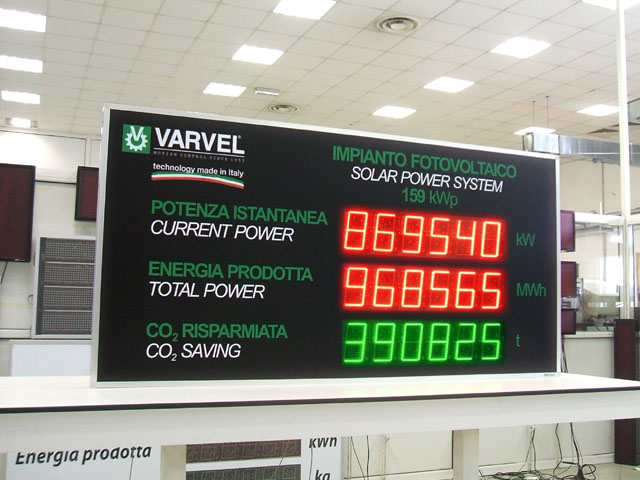 VARVEL
MOTION CONTROL SINCE 1955
technology made in Italy
IMPIANTO FOTOVOLTAICO
SOLAR POWER SYSTEM
159 kWp
POTENZA ISTANTANEA
CURRENT POWER
869540 kW
ENERGIA PRODOTTA
TOTAL POWER
968565 MWh
CO2 RISPARMIATA
CO2 SAVING
390825 t
Energia prodotta
kWh
kg